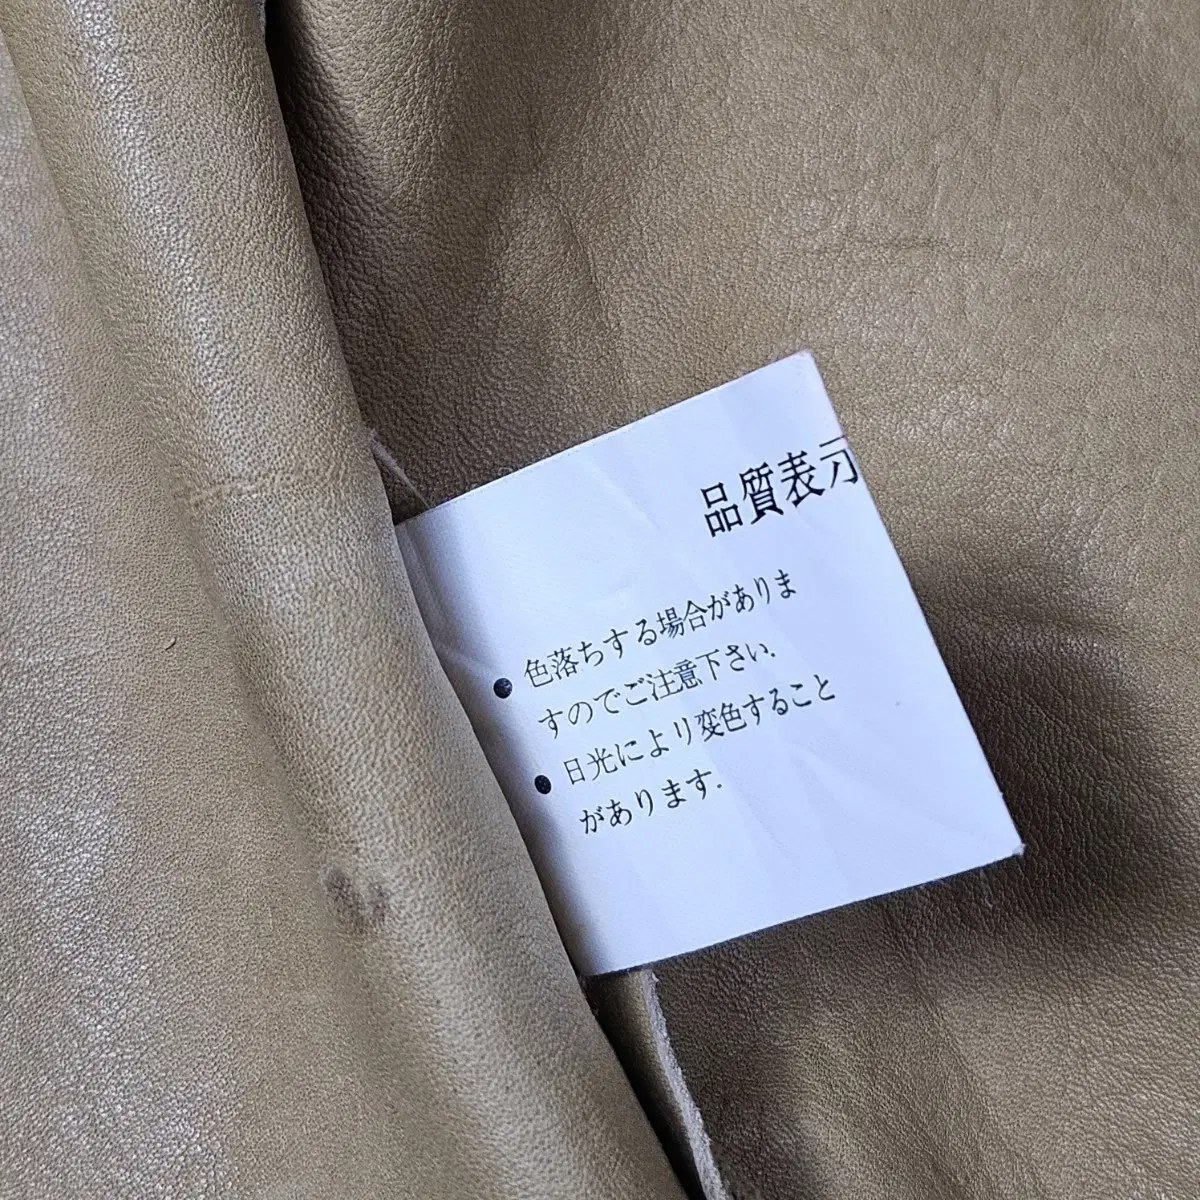 品質表示
● 色落ちする場合がありま
すのでご注意下さい.
● 日光により変色すること
があります.